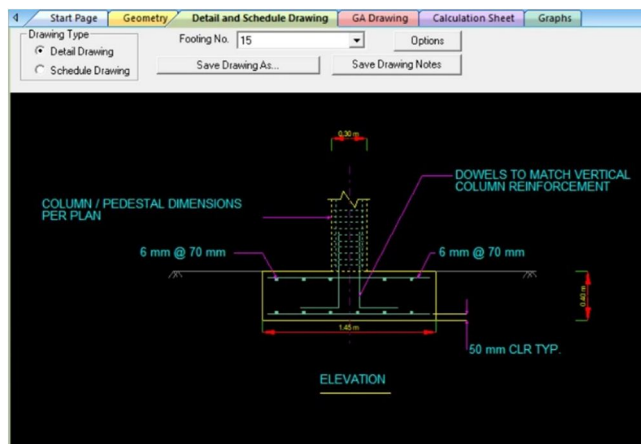 Start Page Geometry Detail and Schedule Drawing GA Drawing Calculation Sheet Graphs
Drawing Type
Detail Drawing
Schedule Drawing
Footing No. 15
Options
Save Drawing As...
Save Drawing Notes
0.30 m
DOWELS TO MATCH VERTICAL
COLUMN REINFORCEMENT
COLUMN / PEDESTAL DIMENSIONS
PER PLAN
6 mm @ 70 mm
6 mm @ 70 mm
0.40 m
1.45 m
50 mm CLR TYP.
ELEVATION